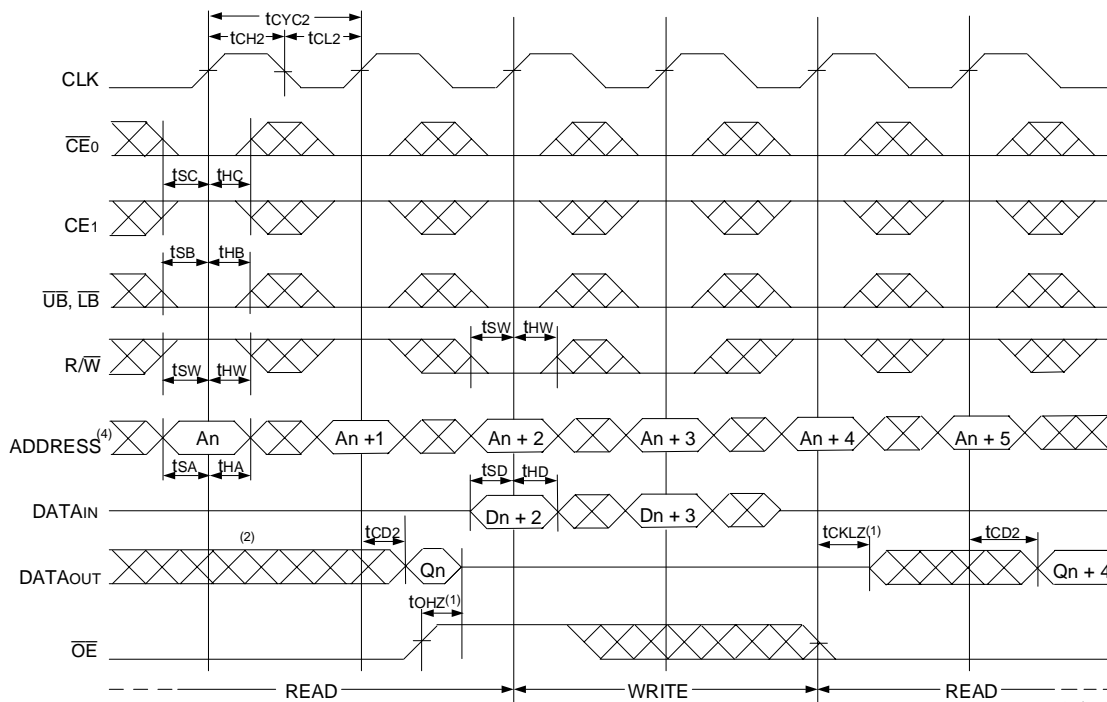 tCYC2
tCH2 tCL2
CLK
CE0
tSC tHC
CE1
tSB tHB
UB, LB
tSW tHW
R/W
tSW tHW
ADDRESS(4) An An +1 An + 2 An + 3 An + 4 An + 5
tSA tHA
tSD tHD
DATAIN Dn + 2 Dn + 3
(2) tCD2 tCKLZ(1) tCD2
DATAOUT Qn Qn + 4
tOHZ(1)
OE
READ WRITE READ